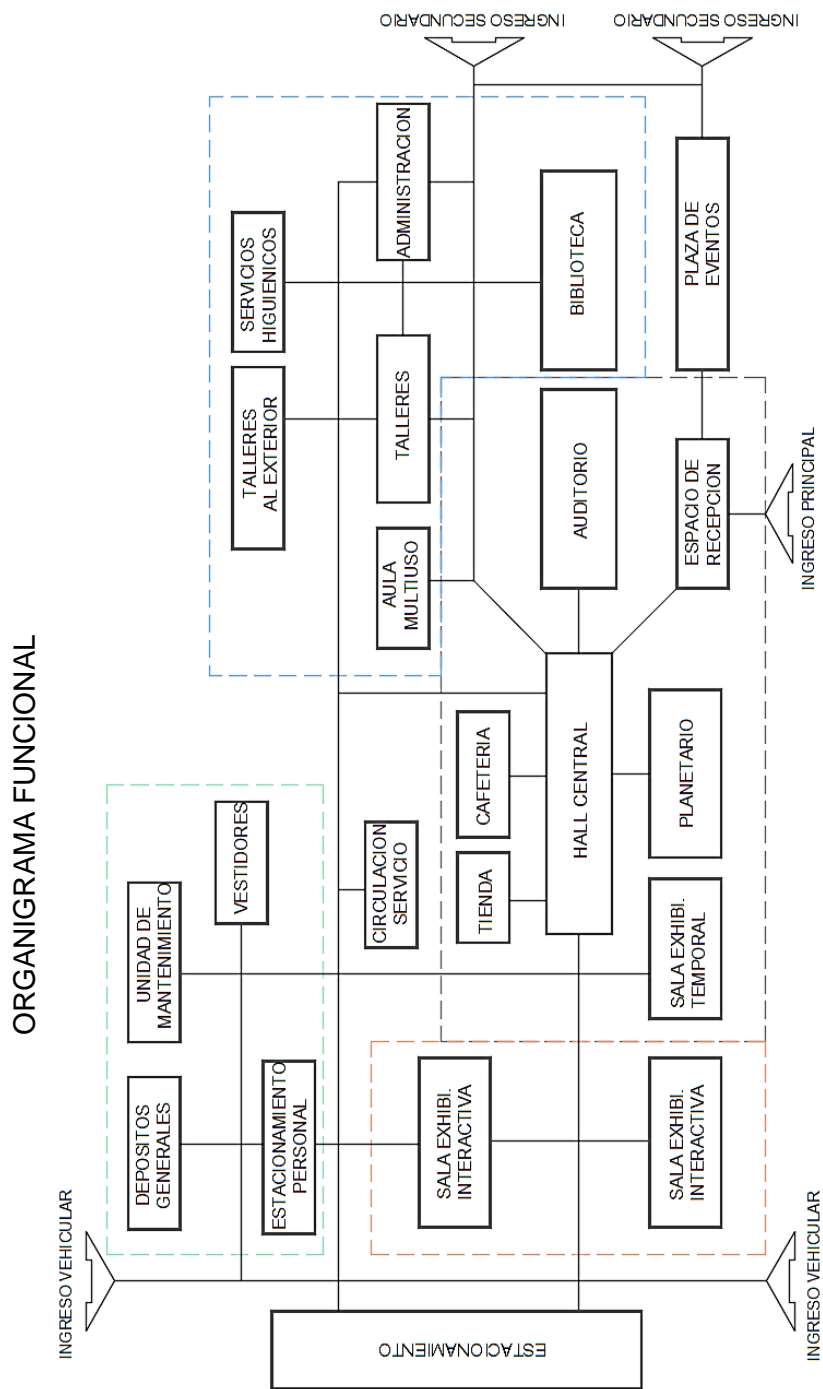 ORGANIGRAMA FUNCIONAL
INGRESO VEHICULAR
DEPOSITOS
GENERALES
UNIDAD DE
MANTENIMIENTO
VESTIDORES
ESTACIONAMIENTO
PERSONAL
TALLERES
AL EXTERIOR
SERVICIOS
HIGUIENICOS
CIRCULACION
SERVICIO
AULA
MULTIUSO
TALLERES
ADMINISTRACION
INGRESO SECUNDARIO
ESTACIONAMIENTO
SALA EXHIBI.
INTERACTIVA
TIENDA
CAFETERIA
HALL CENTRAL
AUDITORIO
BIBLIOTECA
SALA EXHIBI.
INTERACTIVA
SALA EXHIBI.
TEMPORAL
PLANETARIO
ESPACIO DE
RECEPCION
PLAZA DE
EVENTOS
INGRESO SECUNDARIO
INGRESO VEHICULAR
INGRESO PRINCIPAL